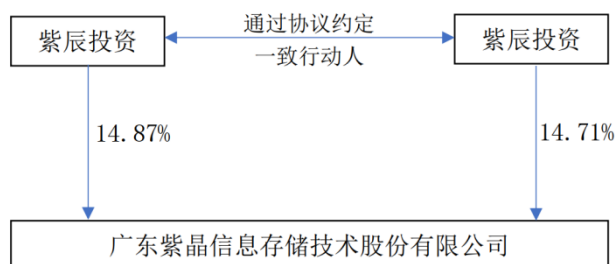 紫辰投资
通过协议约定
一致行动人
紫辰投资
14.87%
14.71%
广东紫晶信息存储技术股份有限公司